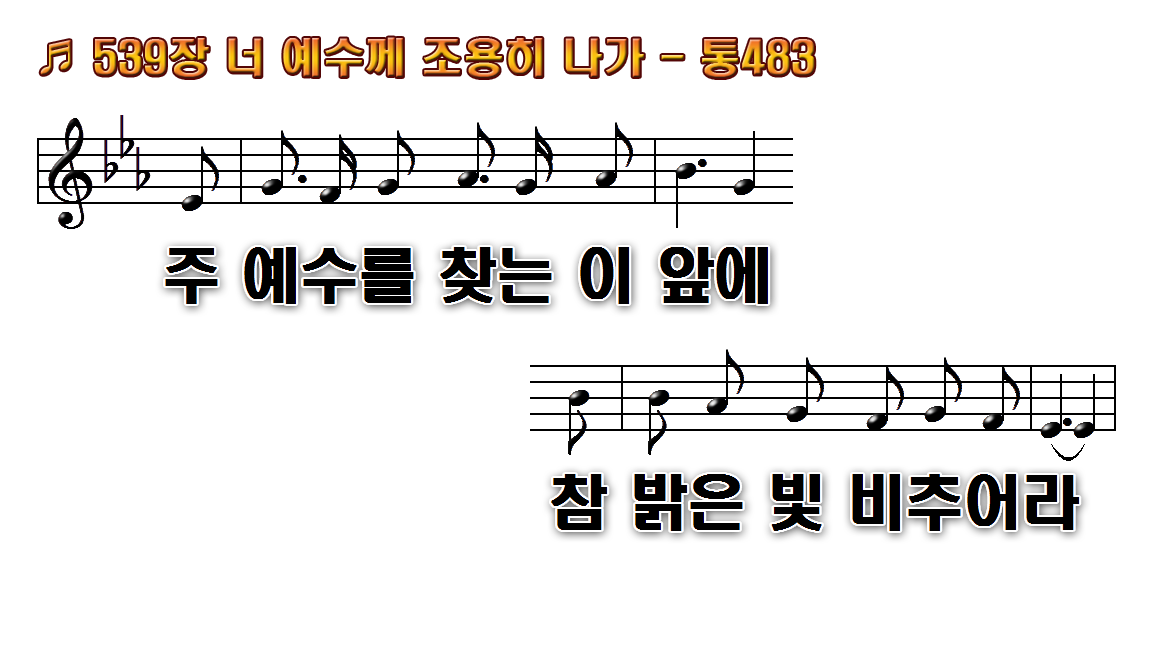 ♬ 539장 너 예수께 조용히 나가 - 통483
주 예수를 찾는 이 앞에
참 밝은 빛 비추어라